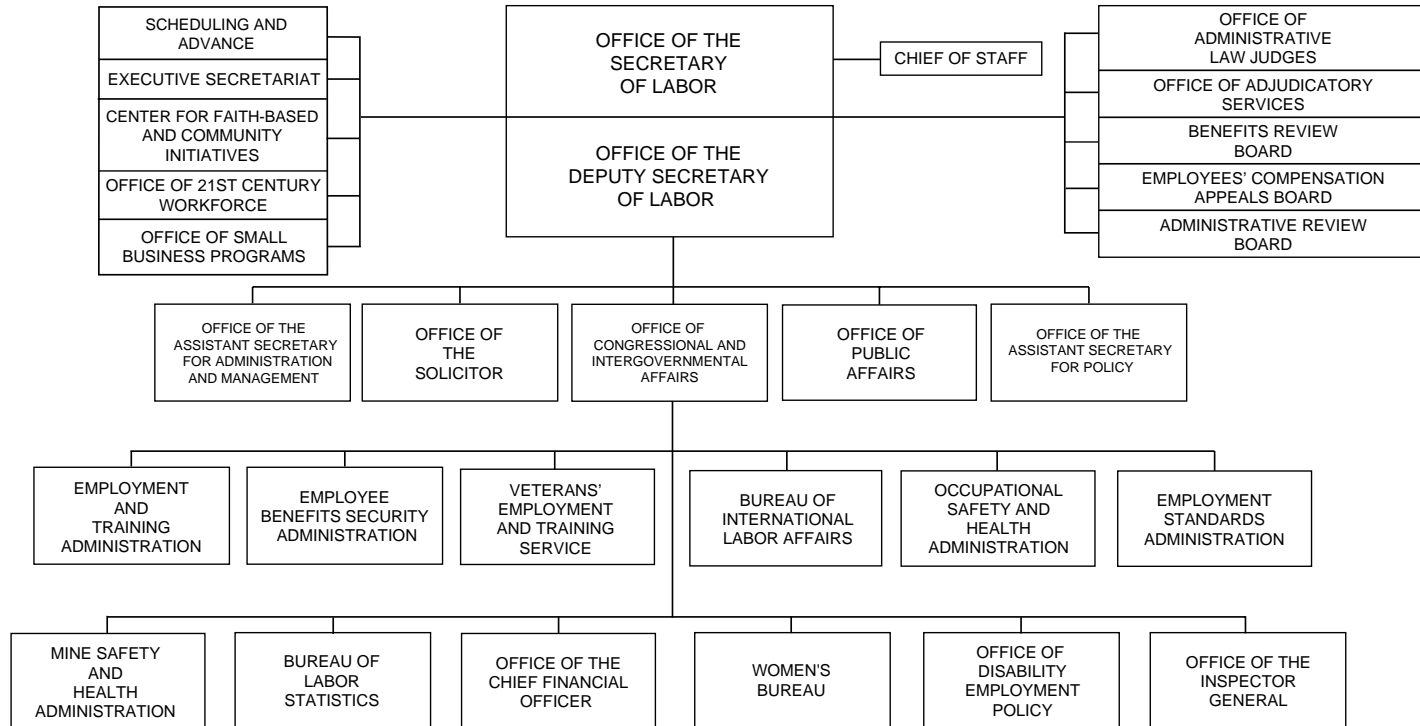 SCHEDULING AND
ADVANCE
EXECUTIVE SECRETARIAT
CENTER FOR FAITH-BASED
AND COMMUNITY
INITIATIVES
OFFICE OF 21ST CENTURY
WORKFORCE
OFFICE OF SMALL
BUSINESS PROGRAMS
OFFICE OF THE
SECRETARY
OF LABOR
OFFICE OF THE
DEPUTY SECRETARY
OF LABOR
CHIEF OF STAFF
OFFICE OF
ADMINISTRATIVE
LAW JUDGES
OFFICE OF ADJUDICATORY
SERVICES
BENEFITS REVIEW
BOARD
EMPLOYEES’ COMPENSATION
APPEALS BOARD
ADMINISTRATIVE REVIEW
BOARD
OFFICE OF THE
ASSISTANT SECRETARY
FOR ADMINISTRATION
AND MANAGEMENT
OFFICE OF
THE
SOLICITOR
OFFICE OF
CONGRESSIONAL AND
INTERGOVERNMENTAL
AFFAIRS
OFFICE OF
PUBLIC
AFFAIRS
OFFICE OF THE
ASSISTANT SECRETARY
FOR POLICY
EMPLOYMENT
AND
TRAINING
ADMINISTRATION
EMPLOYEE
BENEFITS SECURITY
ADMINISTRATION
VETERANS’
EMPLOYMENT
AND TRAINING
SERVICE
BUREAU OF
INTERNATIONAL
LABOR AFFAIRS
OCCUPATIONAL
SAFETY AND
HEALTH
ADMINISTRATION
EMPLOYMENT
STANDARDS
ADMINISTRATION
MINE SAFETY
AND
HEALTH
ADMINISTRATION
BUREAU OF
LABOR
STATISTICS
OFFICE OF THE
CHIEF FINANCIAL
OFFICER
WOMEN'S
BUREAU
OFFICE OF
DISABILITY
EMPLOYMENT
POLICY
OFFICE OF THE
INSPECTOR
GENERAL